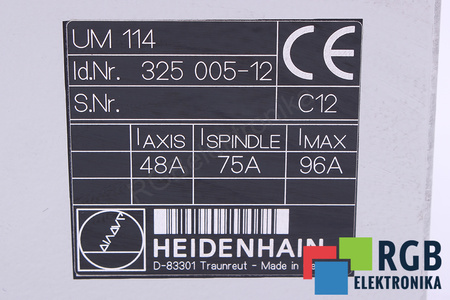 UM 114
Id.Nr. 325 005-12
S.Nr. C12
CE
IAXIS ISPINDLE IMAX
48A 75A 96A
HEIDENHAIN
D-83301 Traunreut - Made in
RGB
ELEKTRONIKA